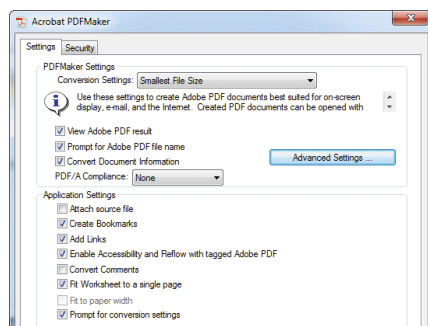 Acrobat PDFMaker
Settings Security
PDFMaker Settings
Conversion Settings: Smallest File Size
Use these settings to create Adobe PDF documents best suited for on-screen
display, e-mail, and the Internet. Created PDF documents can be opened with
View Adobe PDF result
Prompt for Adobe PDF file name
Convert Document Information
Advanced Settings ...
PDF/A Compliance: None
Application Settings
Attach source file
Create Bookmarks
Add Links
Enable Accessibility and Reflow with tagged Adobe PDF
Convert Comments
Fit Worksheet to a single page
Fit to paper width
Prompt for conversion settings